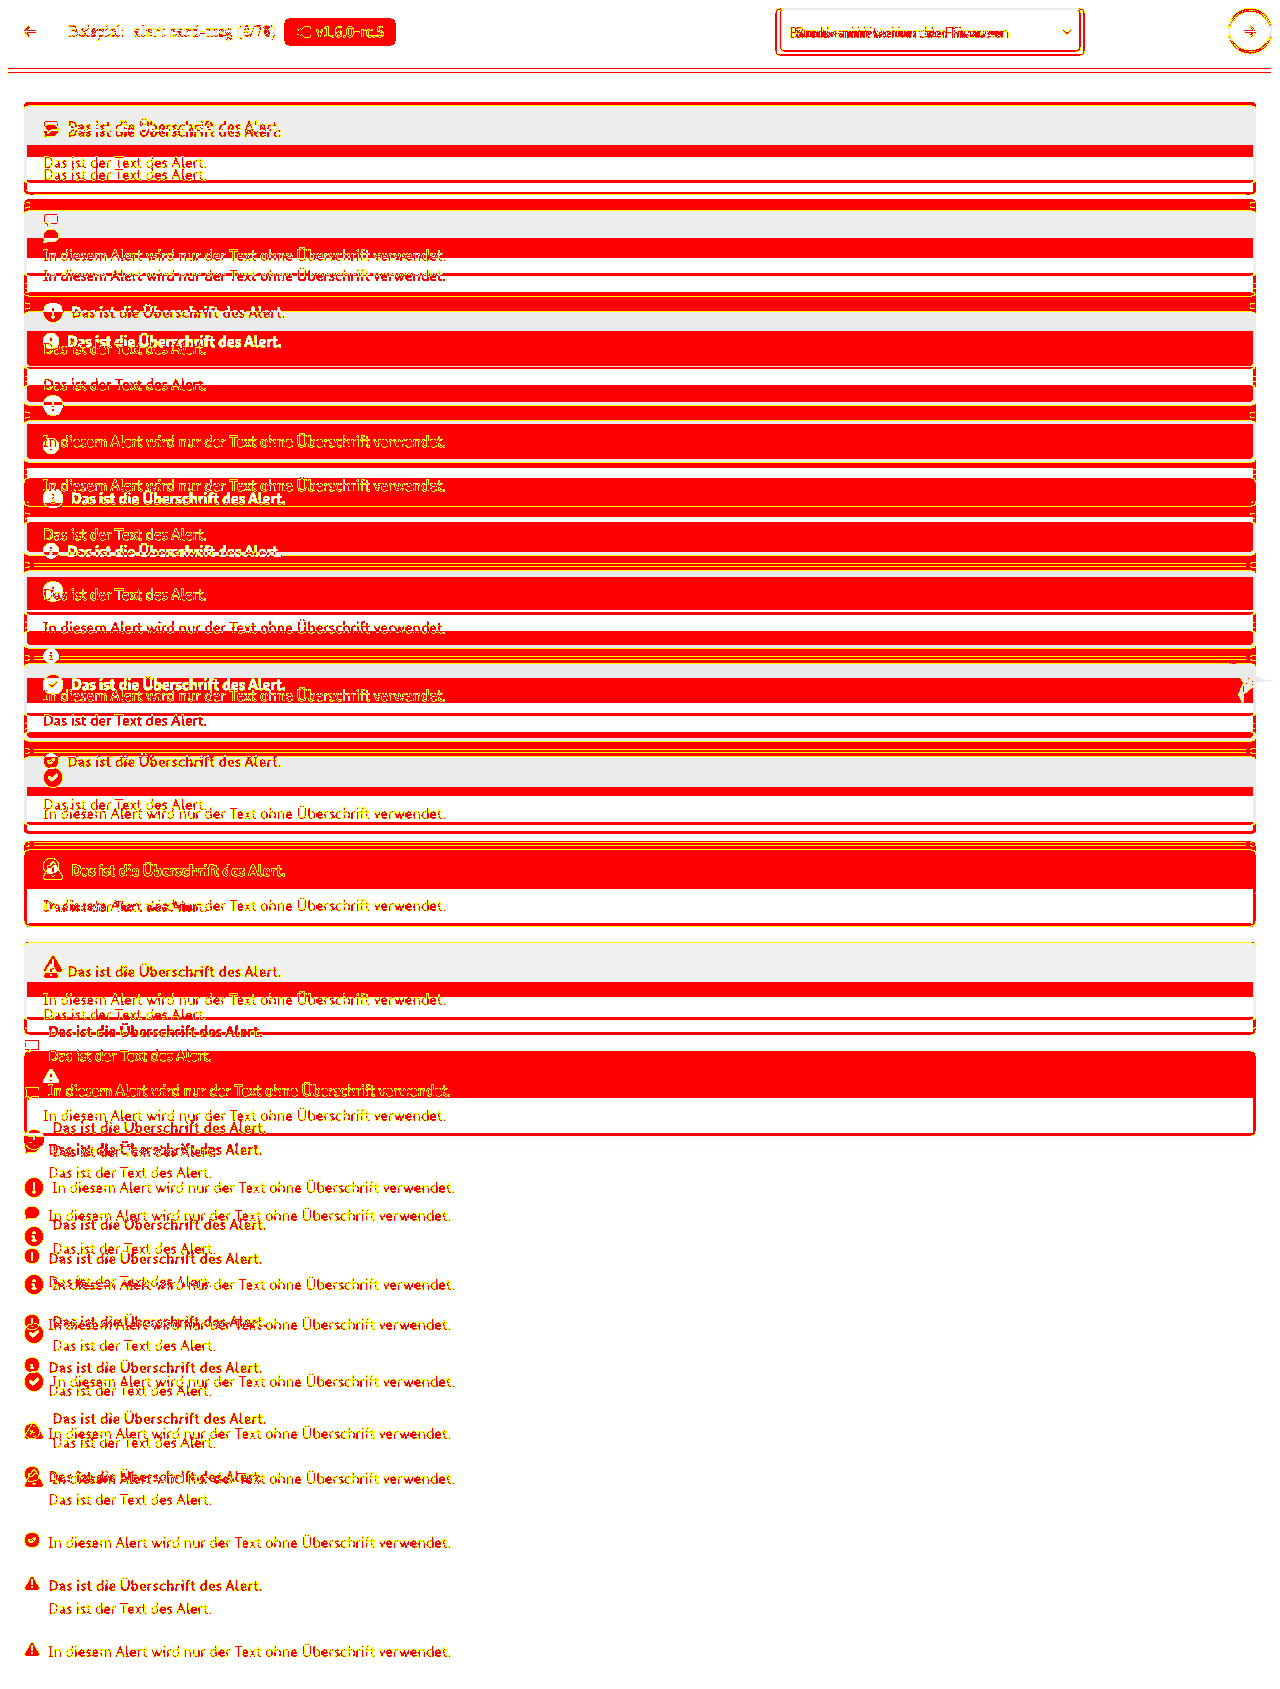 Beispiel: alert card-msg (6/78) v1.6.0-rc.5
Das ist die Überschrift des Alert.
Das ist der Text des Alert.
Das ist der Text des Alert.
In diesem Alert wird nur der Text ohne Überschrift verwendet.
In diesem Alert wird nur der Text ohne Überschrift verwendet.
Das ist die Überschrift des Alert.
Das ist die Überschrift des Alert.
Das ist der Text des Alert.
Das ist der Text des Alert.
In diesem Alert wird nur der Text ohne Überschrift verwendet.
In diesem Alert wird nur der Text ohne Überschrift verwendet.
Das ist die Überschrift des Alert.
Das ist der Text des Alert.
Das ist die Überschrift des Alert.
Das ist der Text des Alert.
In diesem Alert wird nur der Text ohne Überschrift verwendet.
Das ist die Überschrift des Alert.
In diesem Alert wird nur der Text ohne Überschrift verwendet.
Das ist der Text des Alert.
Das ist die Überschrift des Alert.
Das ist der Text des Alert.
In diesem Alert wird nur der Text ohne Überschrift verwendet.
Das ist die Überschrift des Alert.
In diesem Alert wird nur der Text ohne Überschrift verwendet.
Das ist die Überschrift des Alert.
In diesem Alert wird nur der Text ohne Überschrift verwendet.
Das ist der Text des Alert.
Das ist die Überschrift des Alert.
Das ist der Text des Alert.
In diesem Alert wird nur der Text ohne Überschrift verwendet.
In diesem Alert wird nur der Text ohne Überschrift verwendet.
Das ist die Überschrift des Alert.
Das ist die Überschrift des Alert.
Das ist der Text des Alert.
In diesem Alert wird nur der Text ohne Überschrift verwendet.
In diesem Alert wird nur der Text ohne Überschrift verwendet.
Das ist die Überschrift des Alert.
Das ist der Text des Alert.
Das ist die Überschrift des Alert.
In diesem Alert wird nur der Text ohne Überschrift verwendet.
Das ist die Überschrift des Alert.
In diesem Alert wird nur der Text ohne Überschrift verwendet.
Das ist der Text des Alert.
Das ist die Überschrift des Alert.
In diesem Alert wird nur der Text ohne Überschrift verwendet.
Das ist der Text des Alert.
Das ist die Überschrift des Alert.
In diesem Alert wird nur der Text ohne Überschrift verwendet.
Das ist der Text des Alert.
Das ist die Überschrift des Alert.
In diesem Alert wird nur der Text ohne Überschrift verwendet.
Das ist der Text des Alert.
In diesem Alert wird nur der Text ohne Überschrift verwendet.
Das ist die Überschrift des Alert.
Das ist der Text des Alert.
In diesem Alert wird nur der Text ohne Überschrift verwendet.